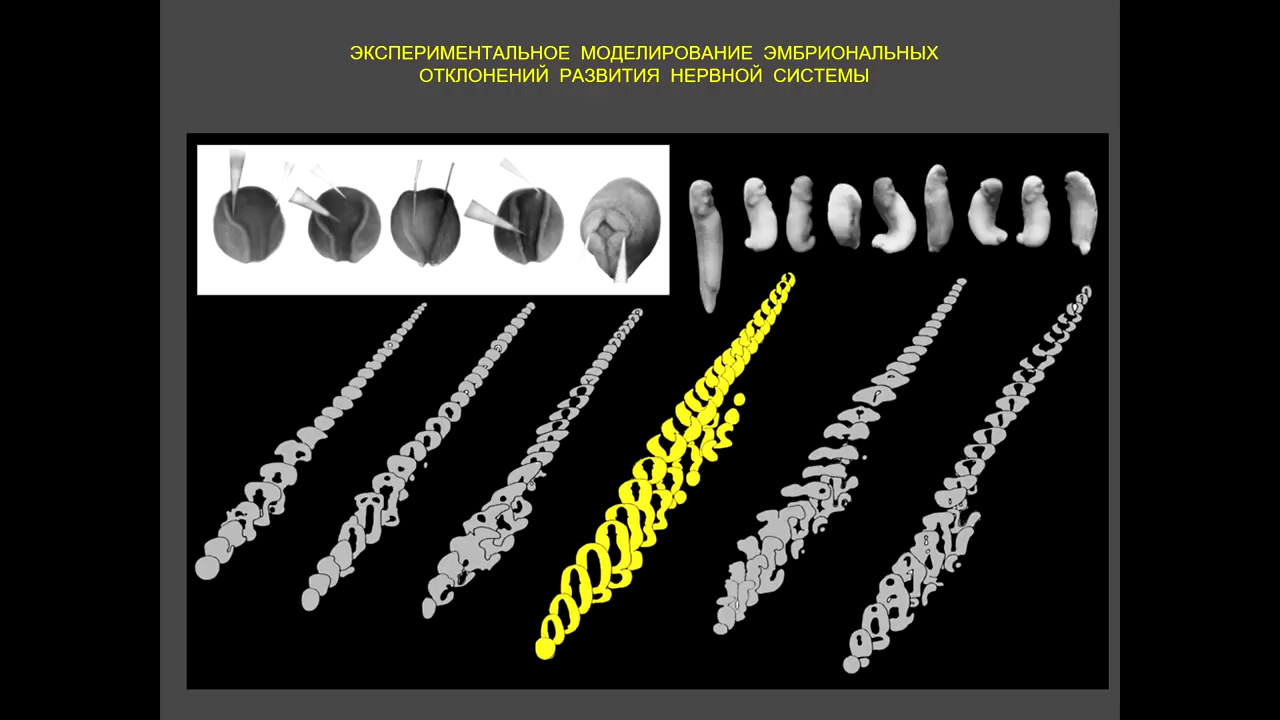 ЭКСПЕРИМЕНТАЛЬНОЕ МОДЕЛИРОВАНИЕ ЭМБРИОНАЛЬНЫХ
ОТКЛОНЕНИЙ РАЗВИТИЯ НЕРВНОЙ СИСТЕМЫ